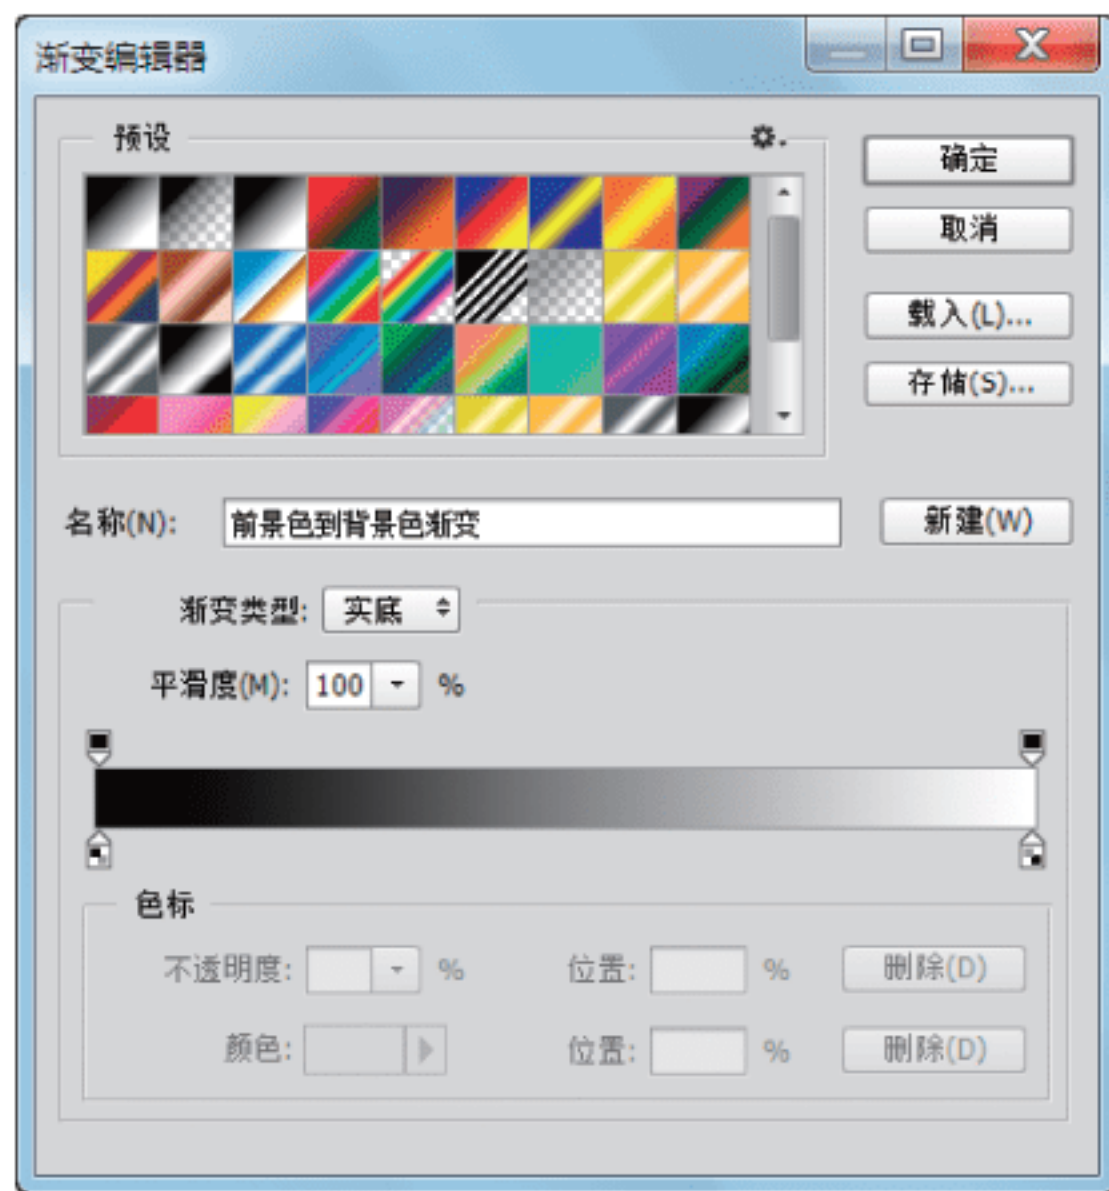 渐变编辑器
预设
确定
取消
载入(L)...
存储(S)...
名称(N): 前景色到背景色渐变 新建(W)
渐变类型: 实底
平滑度(M): 100 %
色标
不透明度: % 位置: % 删除(D)
颜色: 位置: % 删除(D)